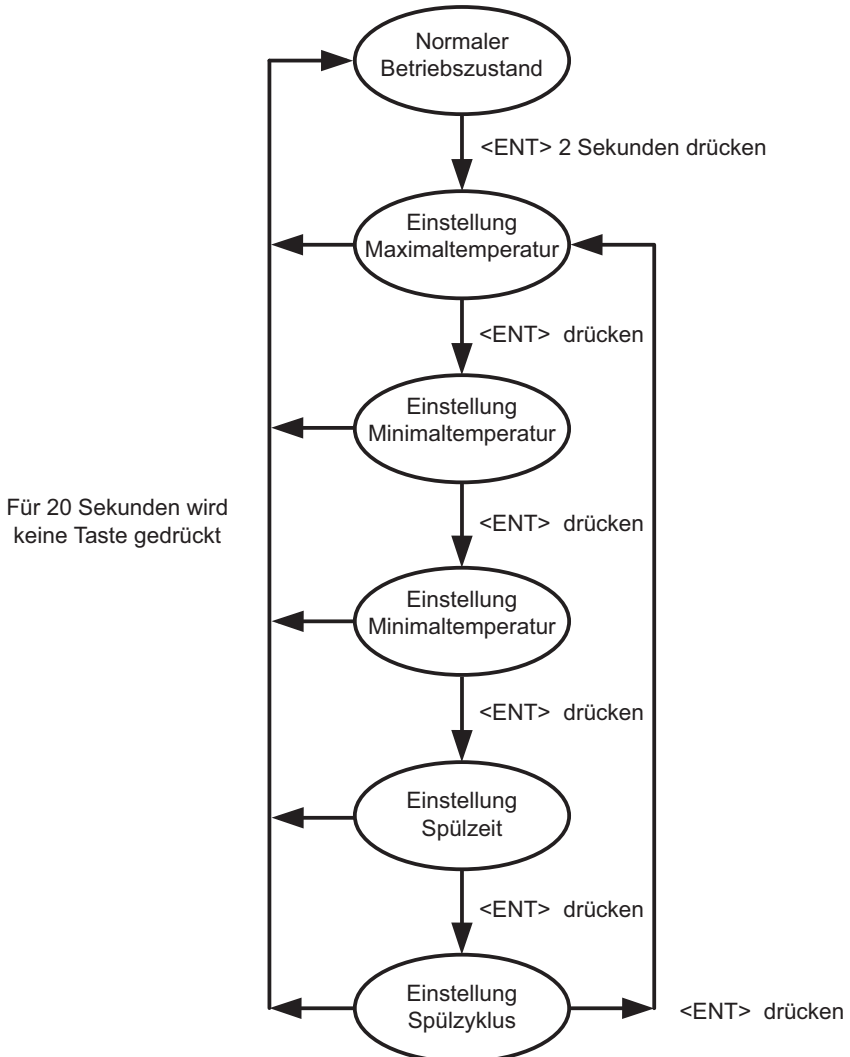 Normaler
Betriebszustand
<ENT> 2 Sekunden drücken
Einstellung
Maximaltemperatur
<ENT> drücken
Einstellung
Minimaltemperatur
Für 20 Sekunden wird
keine Taste gedrückt
<ENT> drücken
Einstellung
Minimaltemperatur
<ENT> drücken
Einstellung
Spülzeit
<ENT> drücken
Einstellung
Spülzyklus
<ENT> drücken